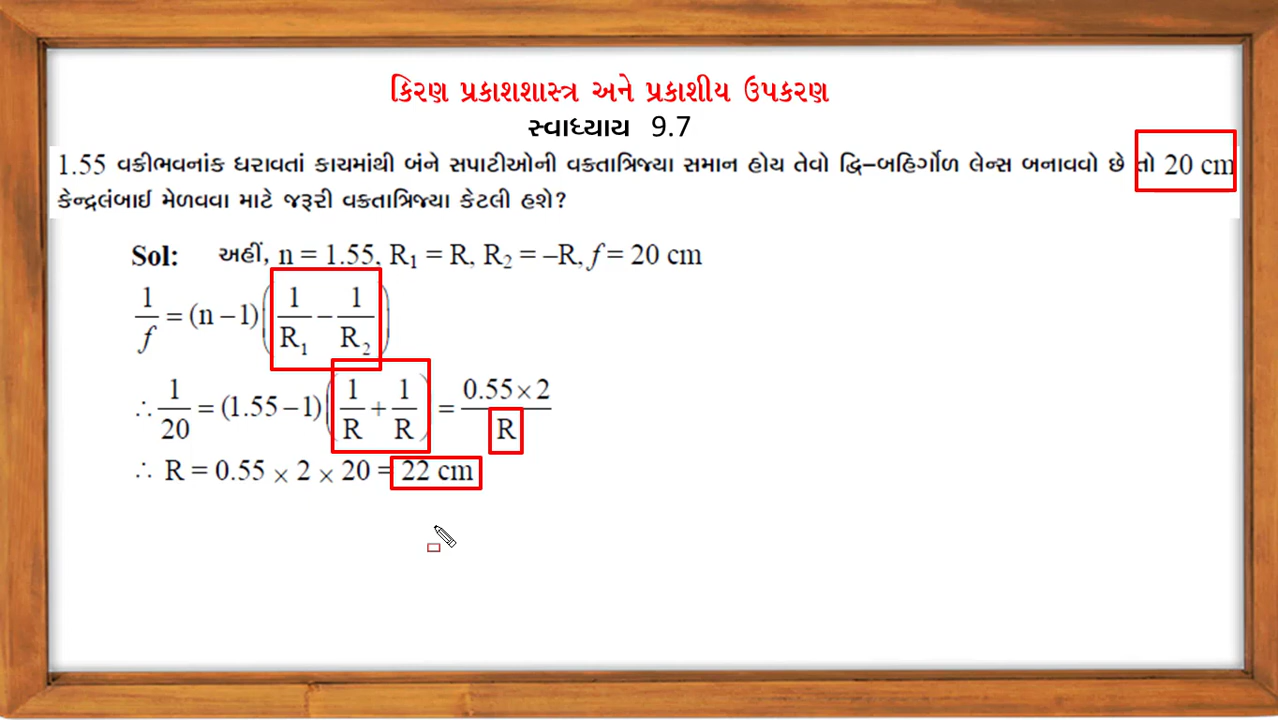 કિરણ પ્રકાશશાસ્ત્ર અને પ્રકાશીય ઉપકરણ
સ્વાધ્યાય 9.7
1.55 વક્રીભવનાંક ધરાવતાં કાચમાંથી બંને સપાટીઓની વક્રતાત્રિજ્યા સમાન હોય તેવો દ્વિ–બહિર્ગોળ લેન્સ બનાવવો છે તો 20 cm
કેન્દ્રલંબાઈ મેળવવા માટે જરૂરી વક્રતાત્રિજ્યા કેટલી હશે?
Sol: અહીં, n = 1.55, R₁ = R, R₂ = –R, f = 20 cm
1/f = (n – 1)(1/R₁ – 1/R₂)
∴ 1/20 = (1.55 – 1)(1/R + 1/R) = 0.55 × 2/R
∴ R = 0.55 × 2 × 20 = 22 cm